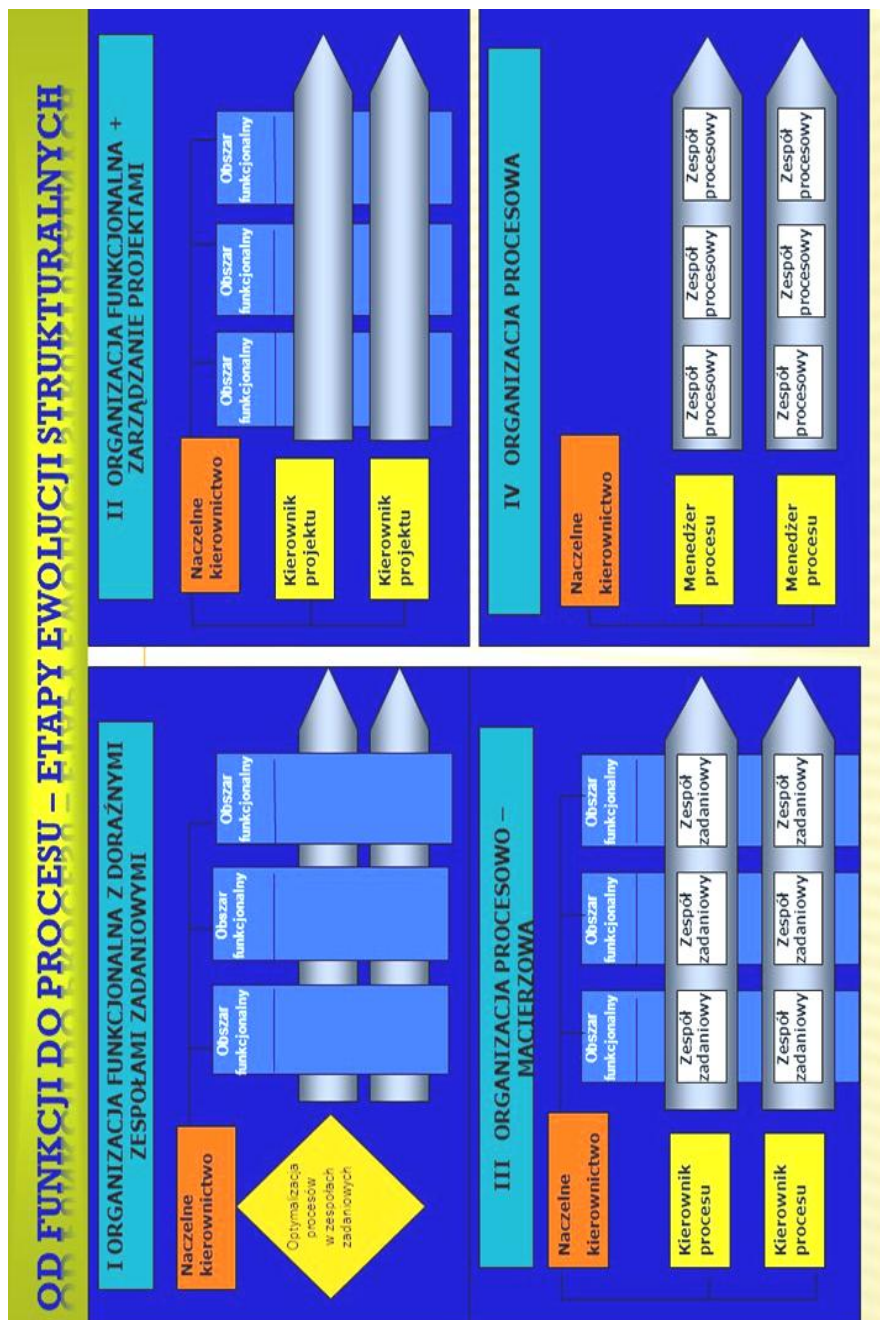 OD FUNKCJI DO PROCESU – ETAPY EWOLUCJI STRUKTURALNYCH
I ORGANIZACJA FUNKCJONALNA Z DORAŹNYMI
ZESPOŁAMI ZADANIOWYMI
Naczelne
kierownictwo
Obszar
funkcjonalny
Obszar
funkcjonalny
Obszar
funkcjonalny
Optymalizacja
procesów
w zespołach
zadaniowych
II ORGANIZACJA FUNKCJONALNA +
ZARZĄDZANIE PROJEKTAMI
Naczelne
kierownictwo
Obszar
funkcjonalny
Obszar
funkcjonalny
Obszar
funkcjonalny
Kierownik
projektu
Kierownik
projektu
III ORGANIZACJA PROCESOWO –
MACIERZOWA
Naczelne
kierownictwo
Obszar
funkcjonalny
Obszar
funkcjonalny
Obszar
funkcjonalny
Kierownik
procesu
Zespół
zadaniowy
Zespół
zadaniowy
Zespół
zadaniowy
Kierownik
procesu
Zespół
zadaniowy
Zespół
zadaniowy
Zespół
zadaniowy
IV ORGANIZACJA PROCESOWA
Naczelne
kierownictwo
Menedżer
procesu
Zespół
procesowy
Zespół
procesowy
Zespół
procesowy
Menedżer
procesu
Zespół
procesowy
Zespół
procesowy
Zespół
procesowy